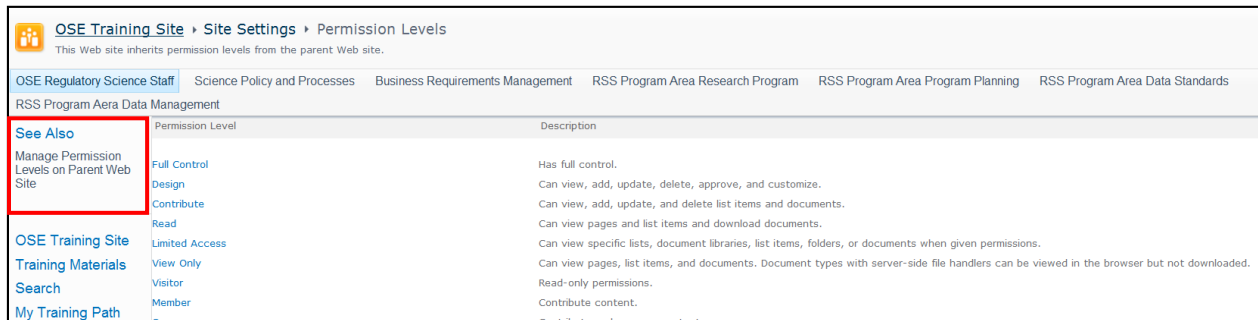 OSE Training Site ▸ Site Settings ▸ Permission Levels
This Web site inherits permission levels from the parent Web site.
OSE Regulatory Science Staff Science Policy and Processes Business Requirements Management RSS Program Area Research Program RSS Program Area Program Planning RSS Program Area Data Standards
RSS Program Aera Data Management
See Also
Manage Permission
Levels on Parent Web
Site
OSE Training Site
Training Materials
Search
My Training Path
Permission Level Description
Full Control Has full control.
Design Can view, add, update, delete, approve, and customize.
Contribute Can view, add, update, and delete list items and documents.
Read Can view pages and list items and download documents.
Limited Access Can view specific lists, document libraries, list items, folders, or documents when given permissions.
View Only Can view pages, list items, and documents. Document types with server-side file handlers can be viewed in the browser but not downloaded.
Visitor Read-only permissions.
Member Contribute content.